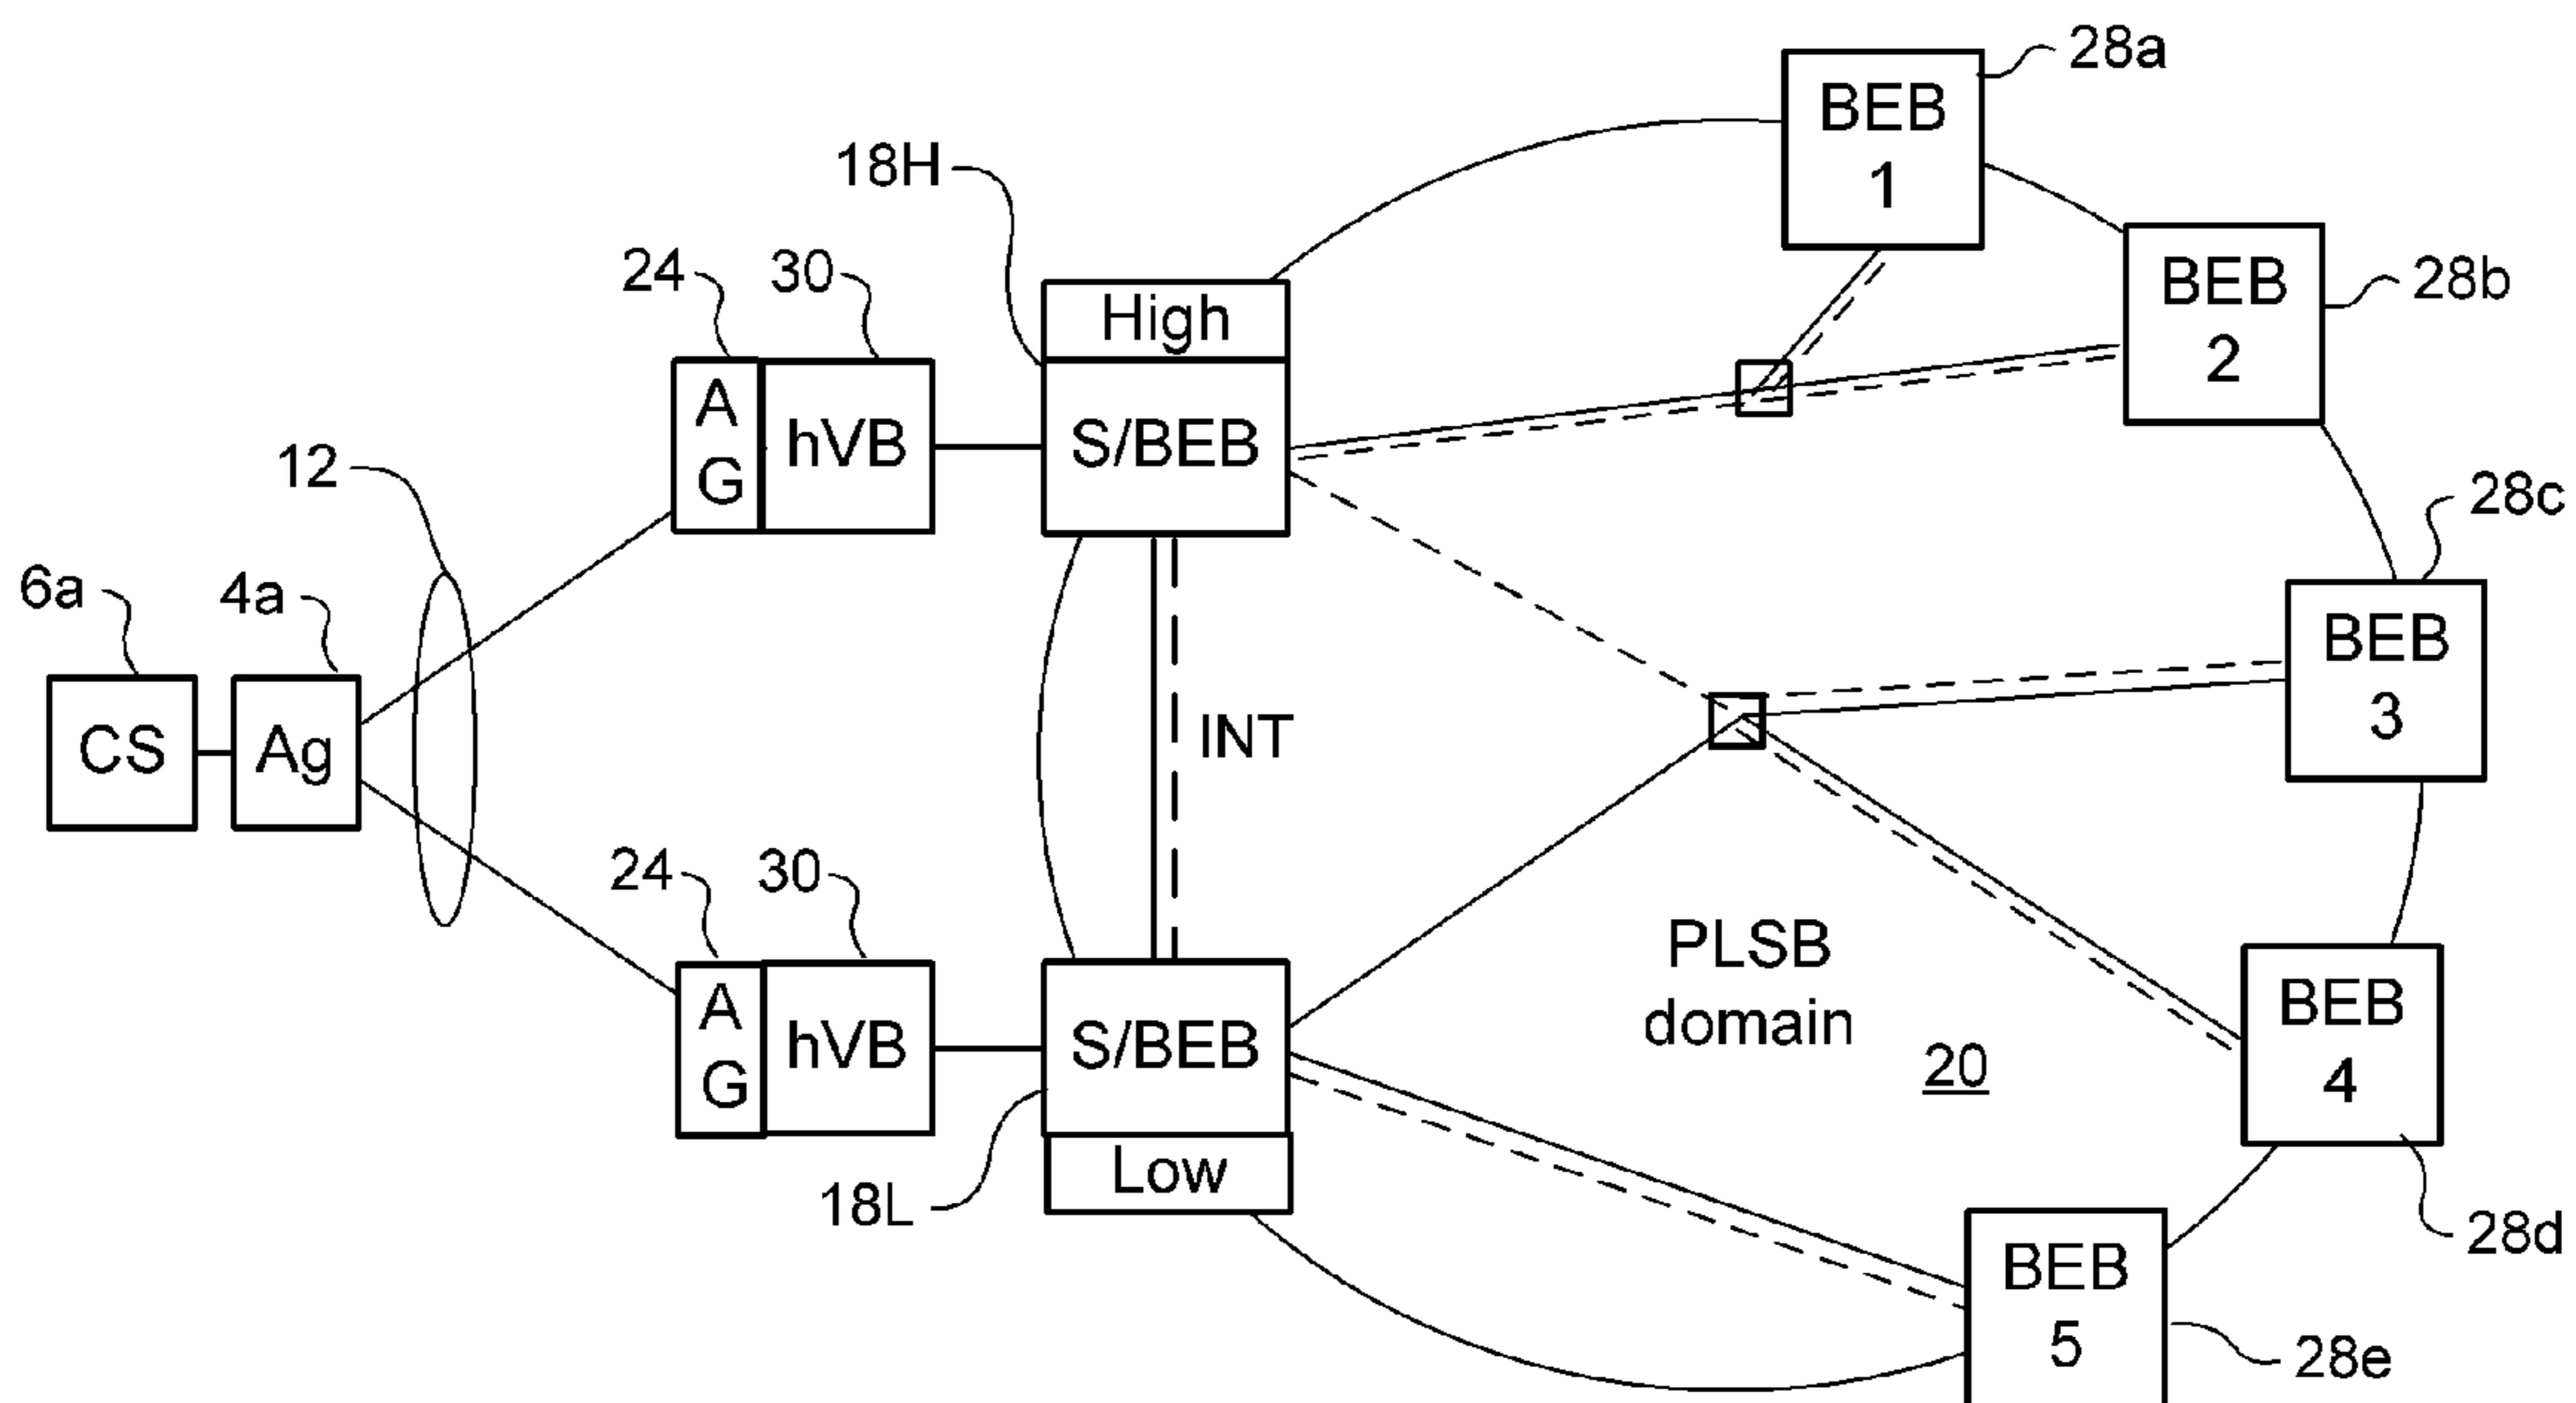 28a
BEB
1
18H
BEB
2
28b
24
30
High
A
G
hVB
S/BEB
12
28c
6a
4a
BEB
3
CS
Ag
INT
24
30
PLSB
domain
20
A
G
hVB
S/BEB
BEB
4
Low
18L
28d
BEB
5
28e